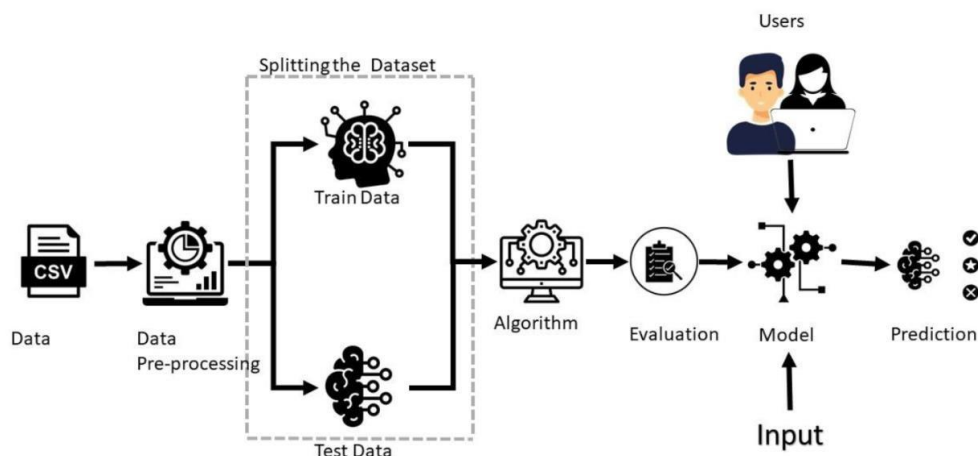 Users
Splitting the Dataset
Train Data
CSV
Data
Data
Pre-processing
Test Data
Algorithm
Evaluation
Model
Prediction
Input